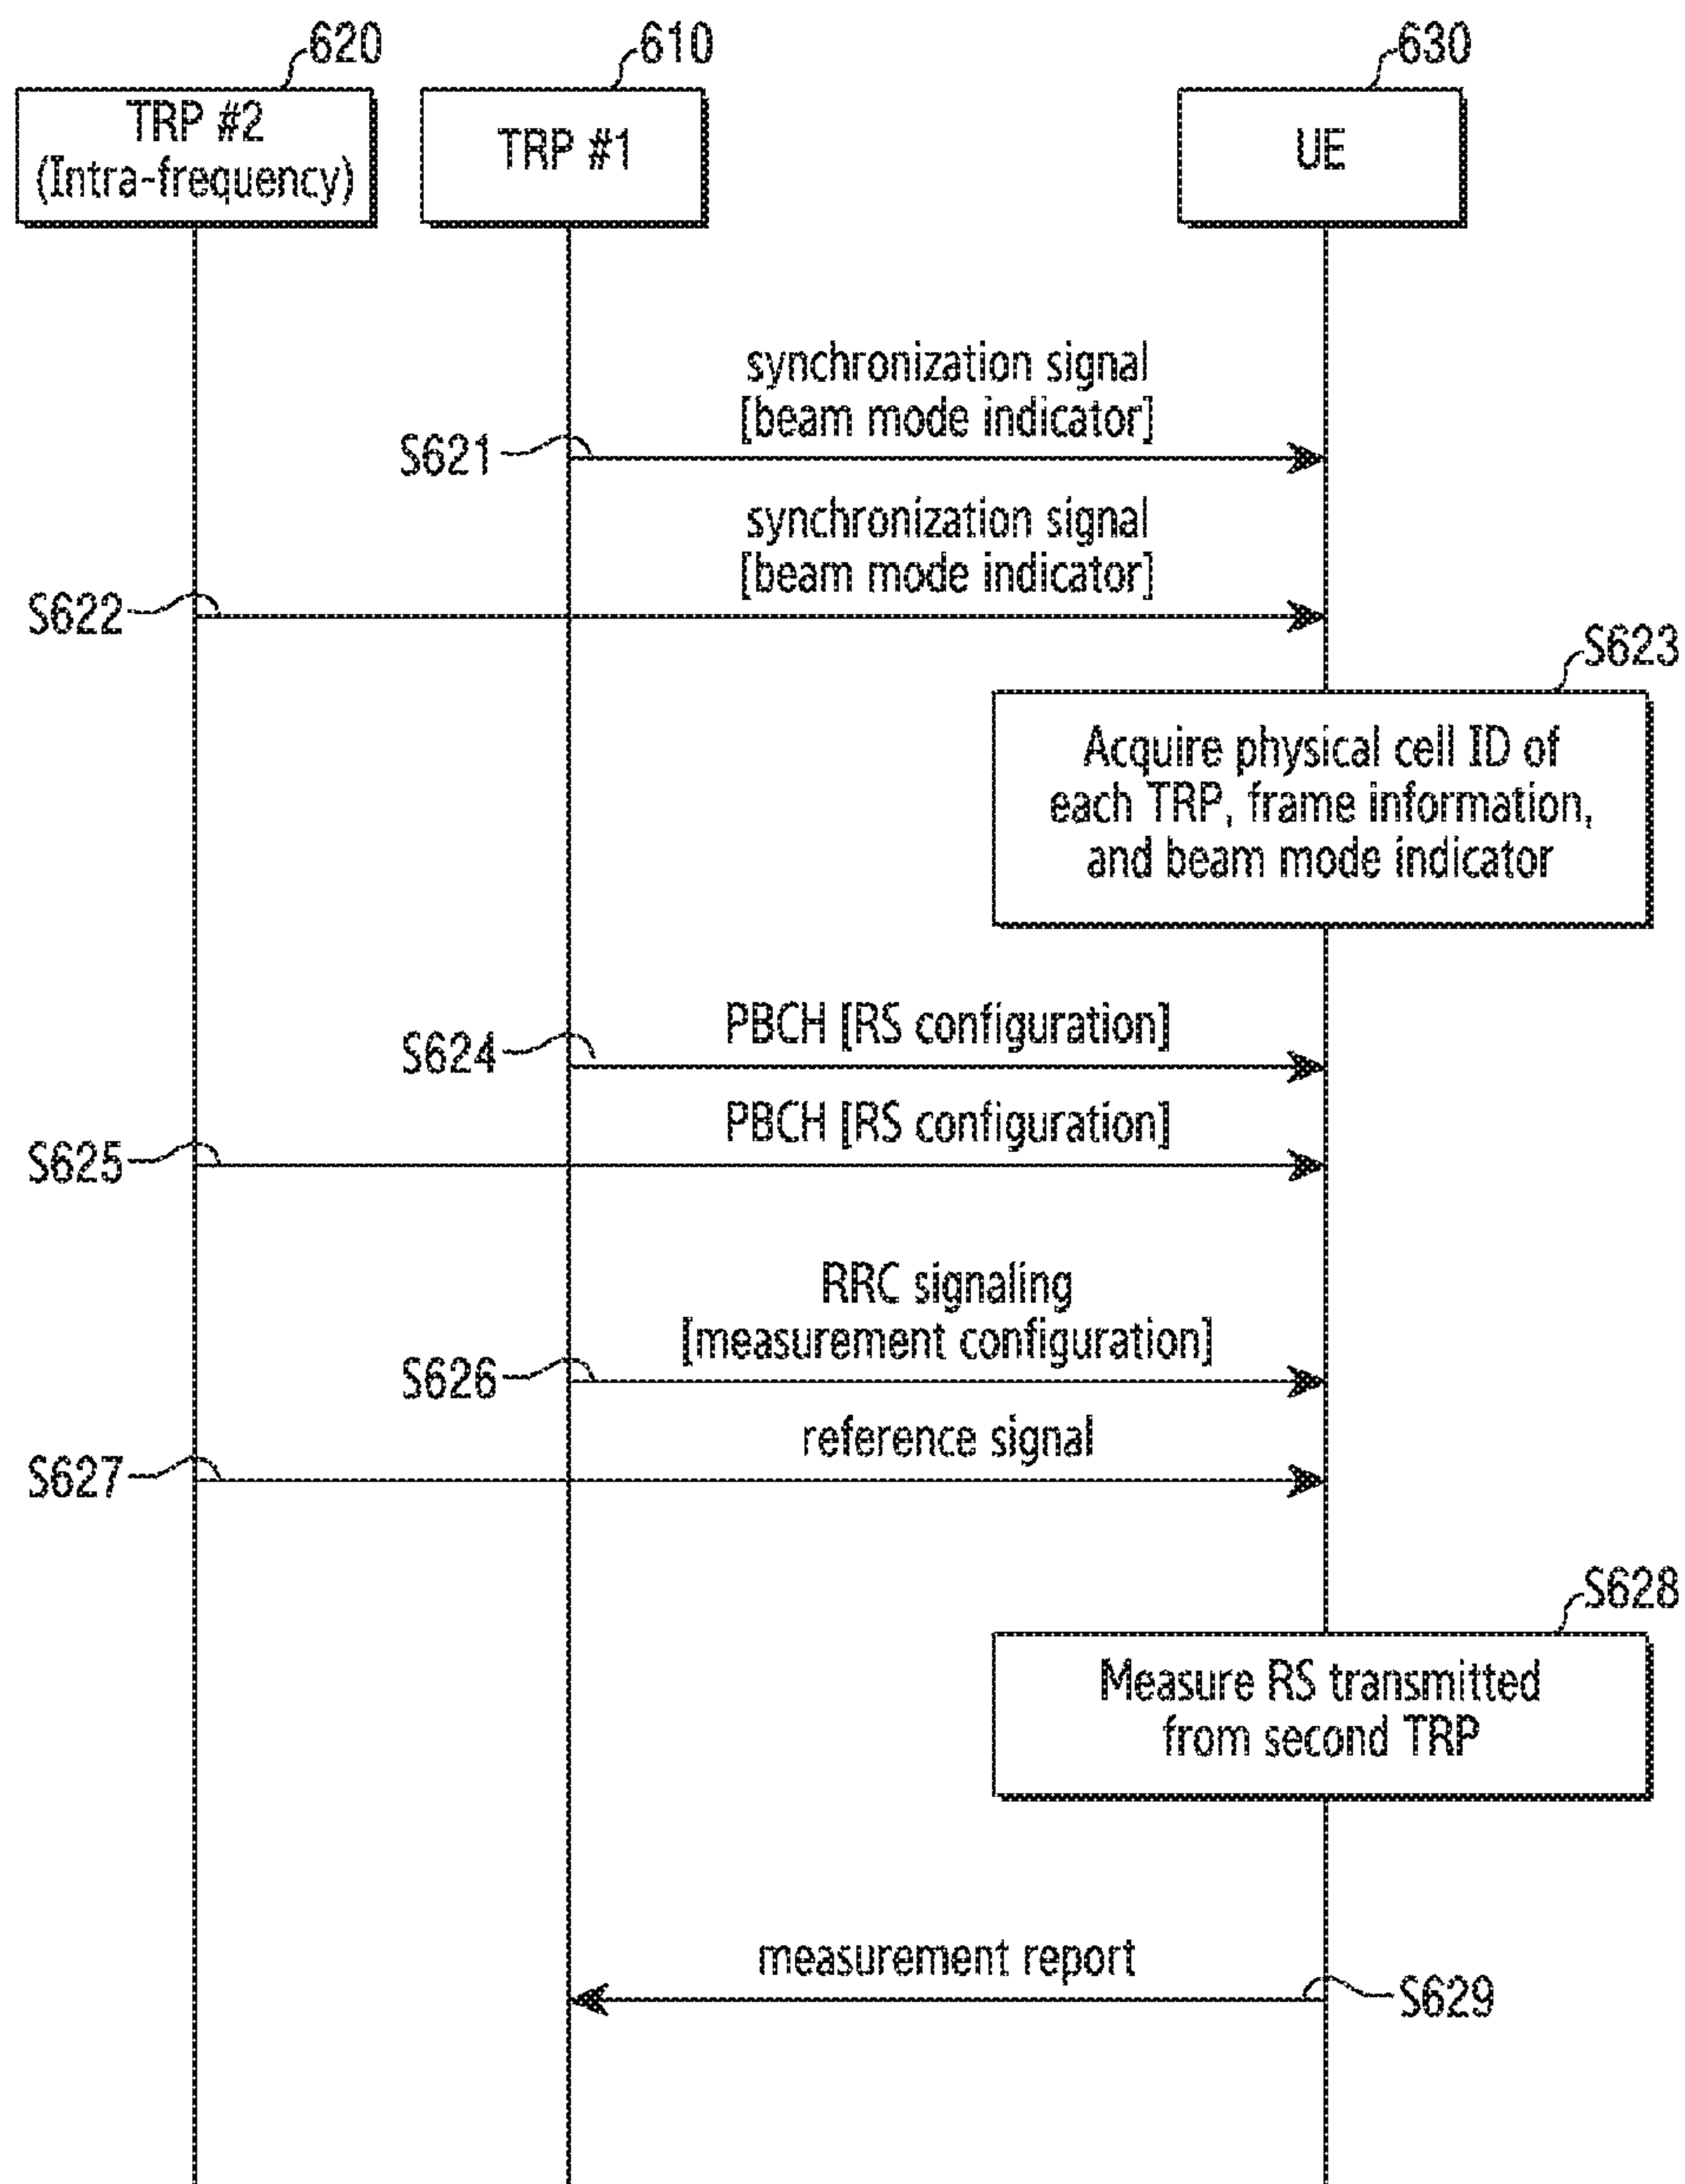 620
610
630
TRP #2
(Intra-frequency)
TRP #1
UE
synchronization signal
[beam mode indicator]
S621
synchronization signal
[beam mode indicator]
S622
S623
Acquire physical cell ID of
each TRP, frame information,
and beam mode indicator
PBCH [RS configuration]
S624
PBCH [RS configuration]
S625
RRC signaling
[measurement configuration]
S626
reference signal
S627
S628
Measure RS transmitted
from second TRP
measurement report
S629